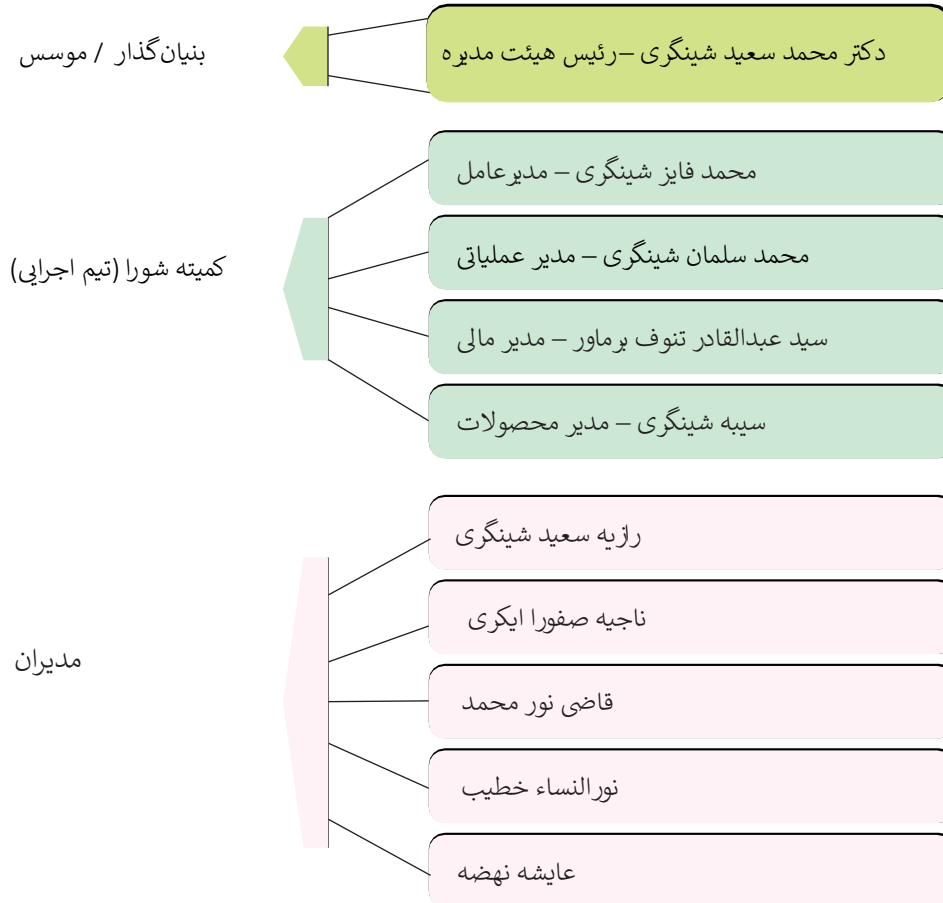 بنیان‌گذار / موسس
دکتر محمد سعید شینگری – رئیس هیئت مدیره
کمیته شورا (تیم اجرایی)
محمد فایز شینگری – مدیرعامل
محمد سلمان شینگری – مدیر عملیاتی
سید عبدالقادر تنوف برماور – مدیر مالی
سیبه شینگری – مدیر محصولات
مدیران
رازیه سعید شینگری
ناجیه صفورا ایکری
قاضی نور محمد
نورالنساء خطیب
عایشه نهضه